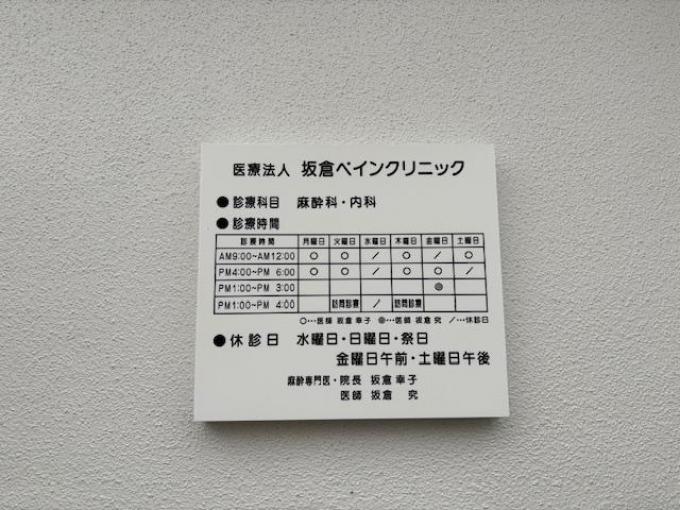 医療法人 坂倉ペインクリニック
●診療科目 麻酔科・内科
●診療時間
診療時間 月曜日 火曜日 水曜日 木曜日 金曜日 土曜日
AM9:00~AM12:00 ○ ○ / ○ / ○
PM4:00~PM 6:00 ○ ○ / ○ ○ /
PM1:00~PM 3:00 ◎
PM1:00~PM 4:00 訪問診療 / 訪問診療
○…医師 坂倉 幸子 ◎…医師 坂倉 究 /…休診日
●休診日 水曜日・日曜日・祭日
金曜日午前・土曜日午後
麻酔専門医・院長 坂倉 幸子
医師 坂倉 究